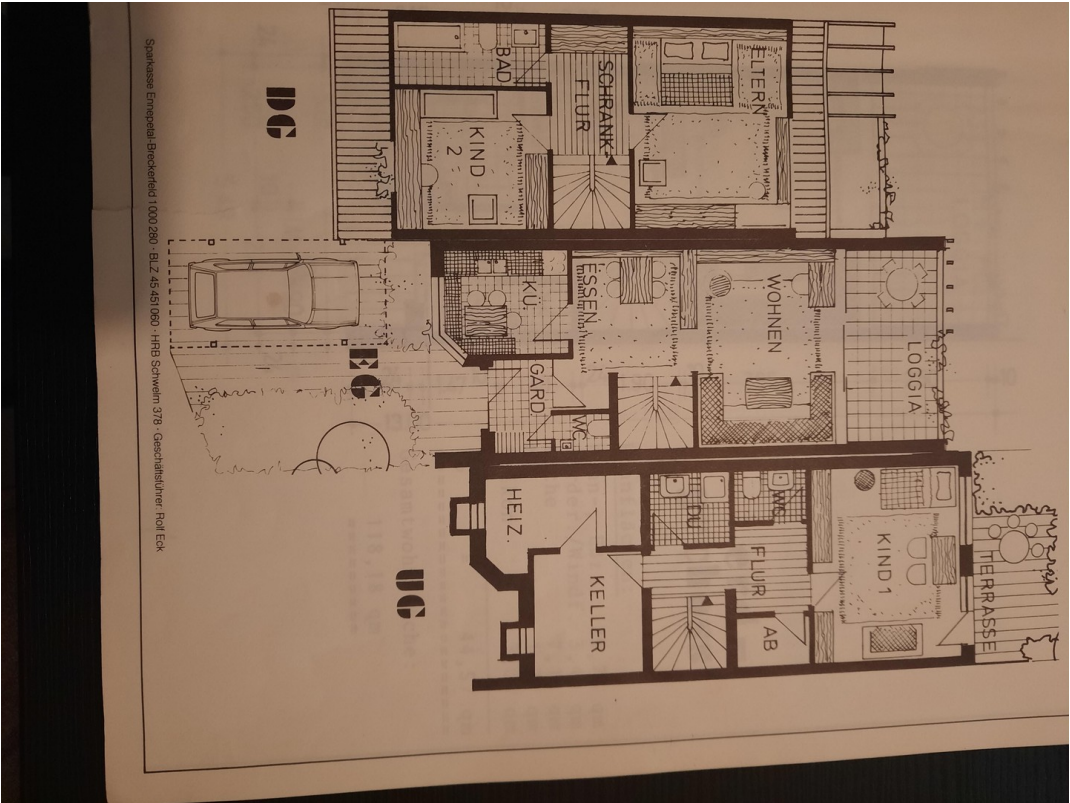 ELTERN
SCHRANK-
FLUR
BAD
KIND
2
DG
LOGGIA
WOHNEN
ESSEN
WC
KÜ
GARD
EG
TERRASSE
KIND 1
WC
FLUR
AB
DU
KELLER
HEIZ.
UG
Sparkasse Ennepetal-Breckerfeld 1 000 280 · BLZ 45 451 060 · HRB Schwelm 378 · Geschäftsführer: Rolf Eck